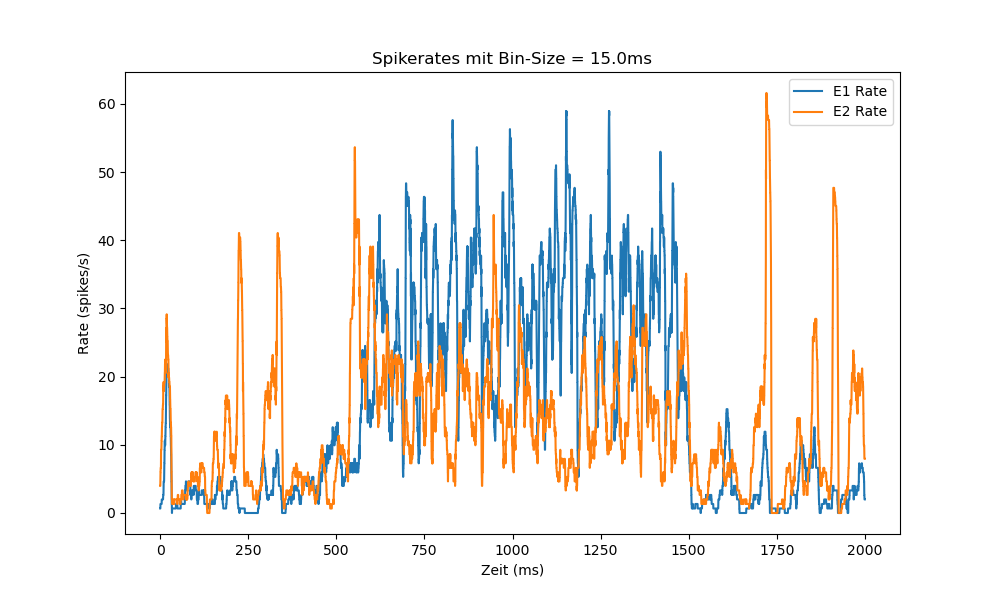 Spikerates mit Bin-Size = 15.0ms
E1 Rate
E2 Rate
60
50
40
30
20
10
0
Rate (spikes/s)
0 250 500 750 1000 1250 1500 1750 2000
Zeit (ms)